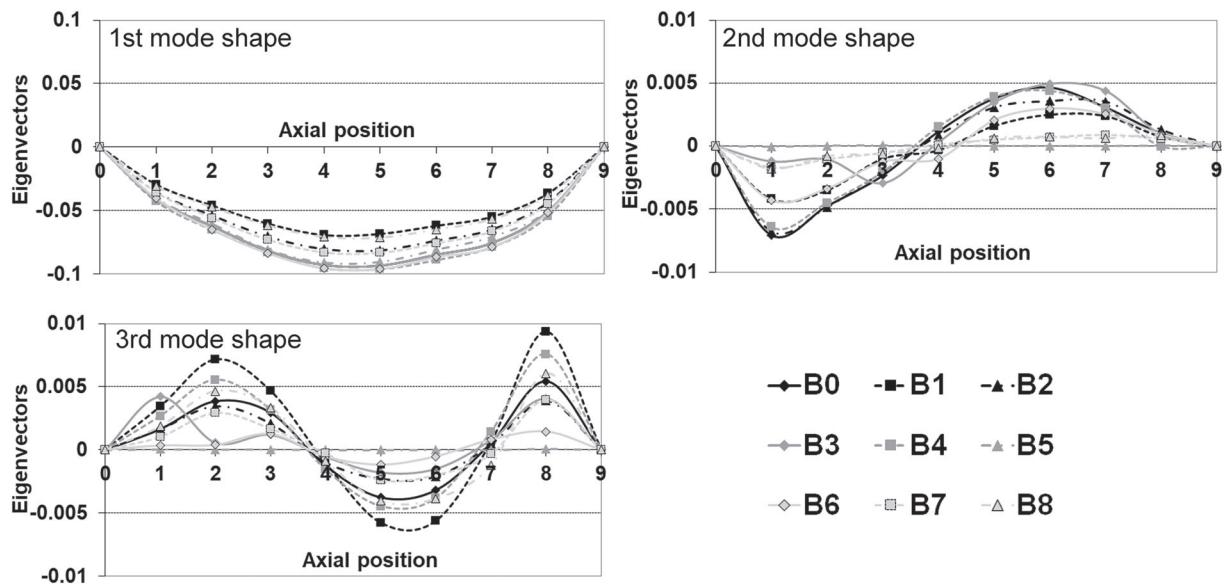 1st mode shape
0.1
0.05
0
-0.05
-0.1
Eigenvectors
Axial position
0 1 2 3 4 5 6 7 8 9
2nd mode shape
0.01
0.005
0
-0.005
-0.01
Eigenvectors
0 1 2 3 4 5 6 7 8 9
Axial position
3rd mode shape
0.01
0.005
0
-0.005
-0.01
Eigenvectors
0 1 2 3 4 5 6 7 8 9
Axial position
B0 B1 B2
B3 B4 B5
B6 B7 B8